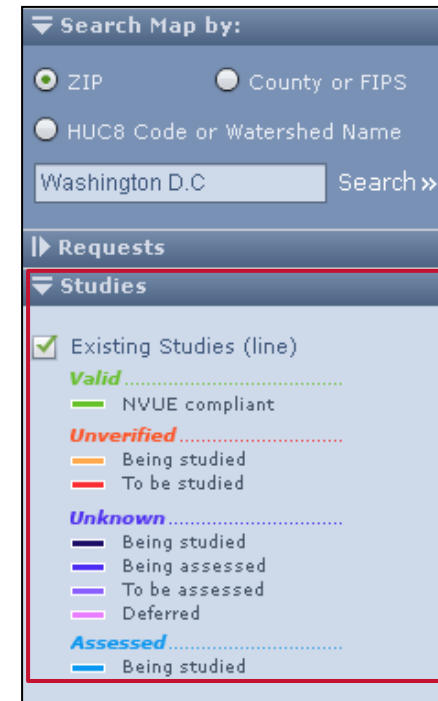 Search Map by:
ZIP County or FIPS
HUC8 Code or Watershed Name
Washington D.C Search »
Requests
Studies
Existing Studies (line)
Valid
NVUE compliant
Unverified
Being studied
To be studied
Unknown
Being studied
Being assessed
To be assessed
Deferred
Assessed
Being studied